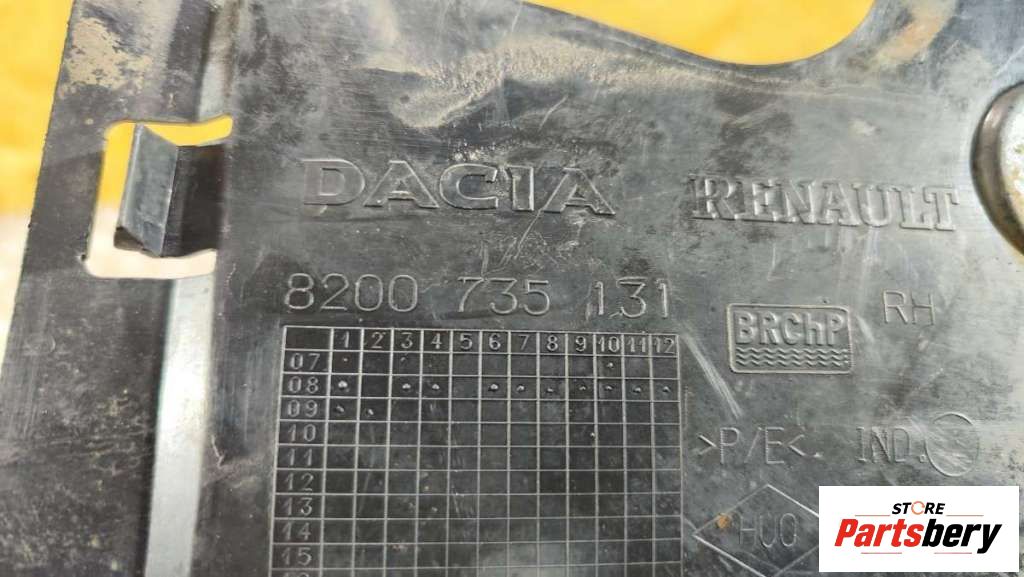 DACIA RENAULT
8200 735 131
BRChP RH
1 2 3 4 5 6 7 8 9 10 11 12
07
08
09
10
11
12
13
14
15
>P/E< IND.
HUO
STORE
Partsbery